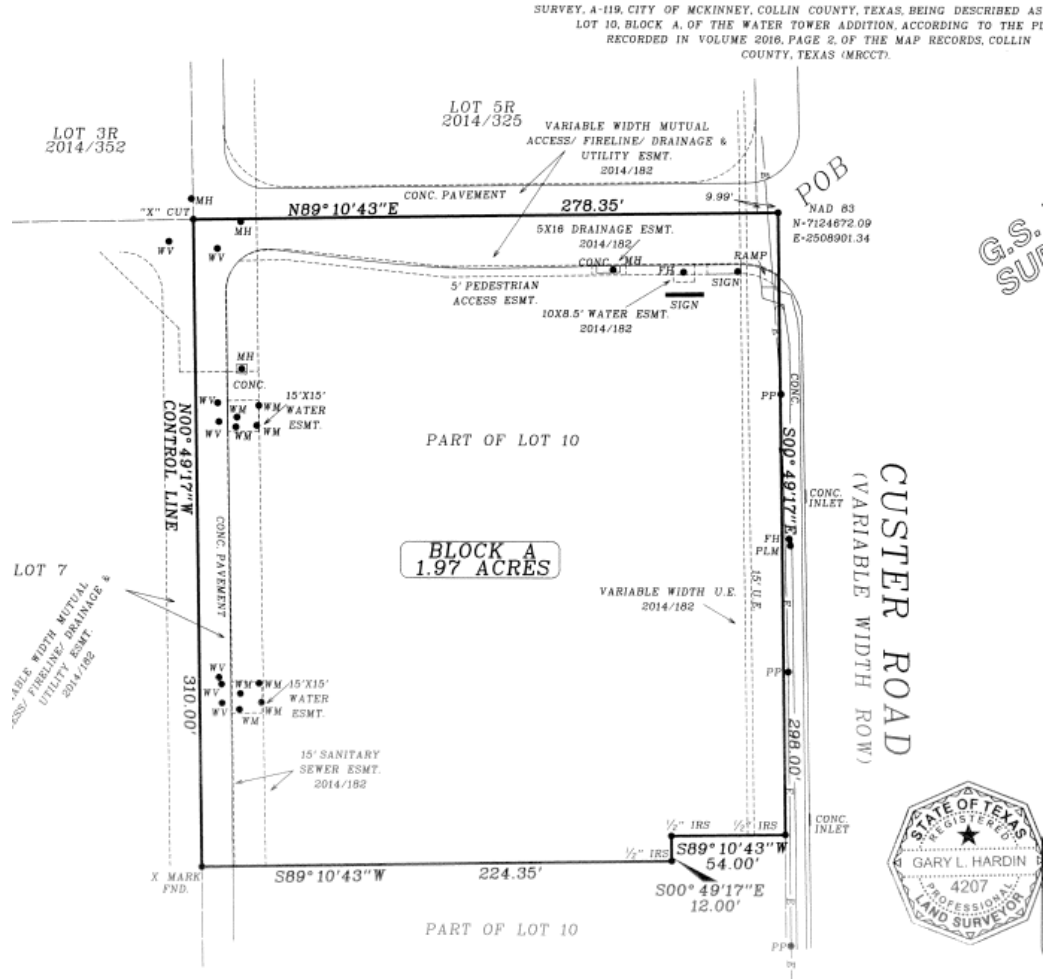 SURVEY, A-119, CITY OF MCKINNEY, COLLIN COUNTY, TEXAS, BEING DESCRIBED AS
LOT 10, BLOCK A, OF THE WATER TOWER ADDITION, ACCORDING TO THE
RECORDED IN VOLUME 2016, PAGE 2, OF THE MAP RECORDS, COLLIN
COUNTY, TEXAS (MRCCT).
LOT 3R
2014/352
LOT 5R
2014/325
VARIABLE WIDTH MUTUAL
ACCESS/ FIRELINE/ DRAINAGE &
UTILITY ESMT.
2014/182
POB
NAD 83
N=7124672.09
E=2508901.34
G.S.
9.99'
CONC. PAVEMENT
MH
"X" CUT
N89°10'43"E
278.35'
MH
WV
WV
5X16 DRAINAGE ESMT.
2014/182
CONC. MH
FH
RAMP
SIGN
SIGN
5' PEDESTRIAN
ACCESS ESMT.
10X8.5' WATER ESMT.
2014/182
E
E
MH
CONC.
WV
WV
WM
WM
WM
WM
15'X15'
WATER
ESMT.
PP
CONC.
PART OF LOT 10
N00°49'17"W
CONTROL LINE
310.00'
S00°49'17"E
298.00'
CONC.
INLET
CUSTER ROAD
(VARIABLE WIDTH ROW)
CONC. PAVEMENT
BLOCK A
1.97 ACRES
FH
PLM
LOT 7
WIDTH MUTUAL
FIRELINE/ DRAINAGE &
UTILITY ESMT.
2014/182
VARIABLE WIDTH U.E.
2014/182
15' U.E.
E
PP
WV
WV
WV
WM
WM
WM
WM
15'X15'
WATER
ESMT.
15' SANITARY
SEWER ESMT.
2014/182
E
E
CONC.
INLET
1/2" IRS
1/2" IRS
1/2" IRS
S89°10'43"W
54.00'
X MARK
FND.
S89°10'43"W
224.35'
S00°49'17"E
12.00'
PART OF LOT 10
E
PP
E
STATE OF TEXAS
REGISTERED
GARY L. HARDIN
4207
PROFESSIONAL
LAND SURVEYOR